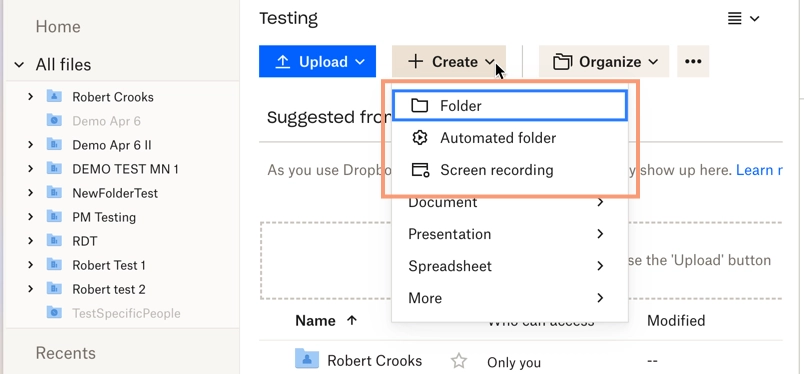 Home
All files
Robert Crooks
Demo Apr 6
Demo Apr 6 II
DEMO TEST MN 1
NewFolderTest
PM Testing
RDT
Robert Test 1
Robert test 2
TestSpecificPeople
Recents
Testing
Upload
Create
Organize
Folder
Automated folder
Screen recording
Document
Presentation
Spreadsheet
More
Suggested from
As you use Dropbo
y show up here. Learn
se the 'Upload' button
Name Who can access Modified
Robert Crooks Only you --